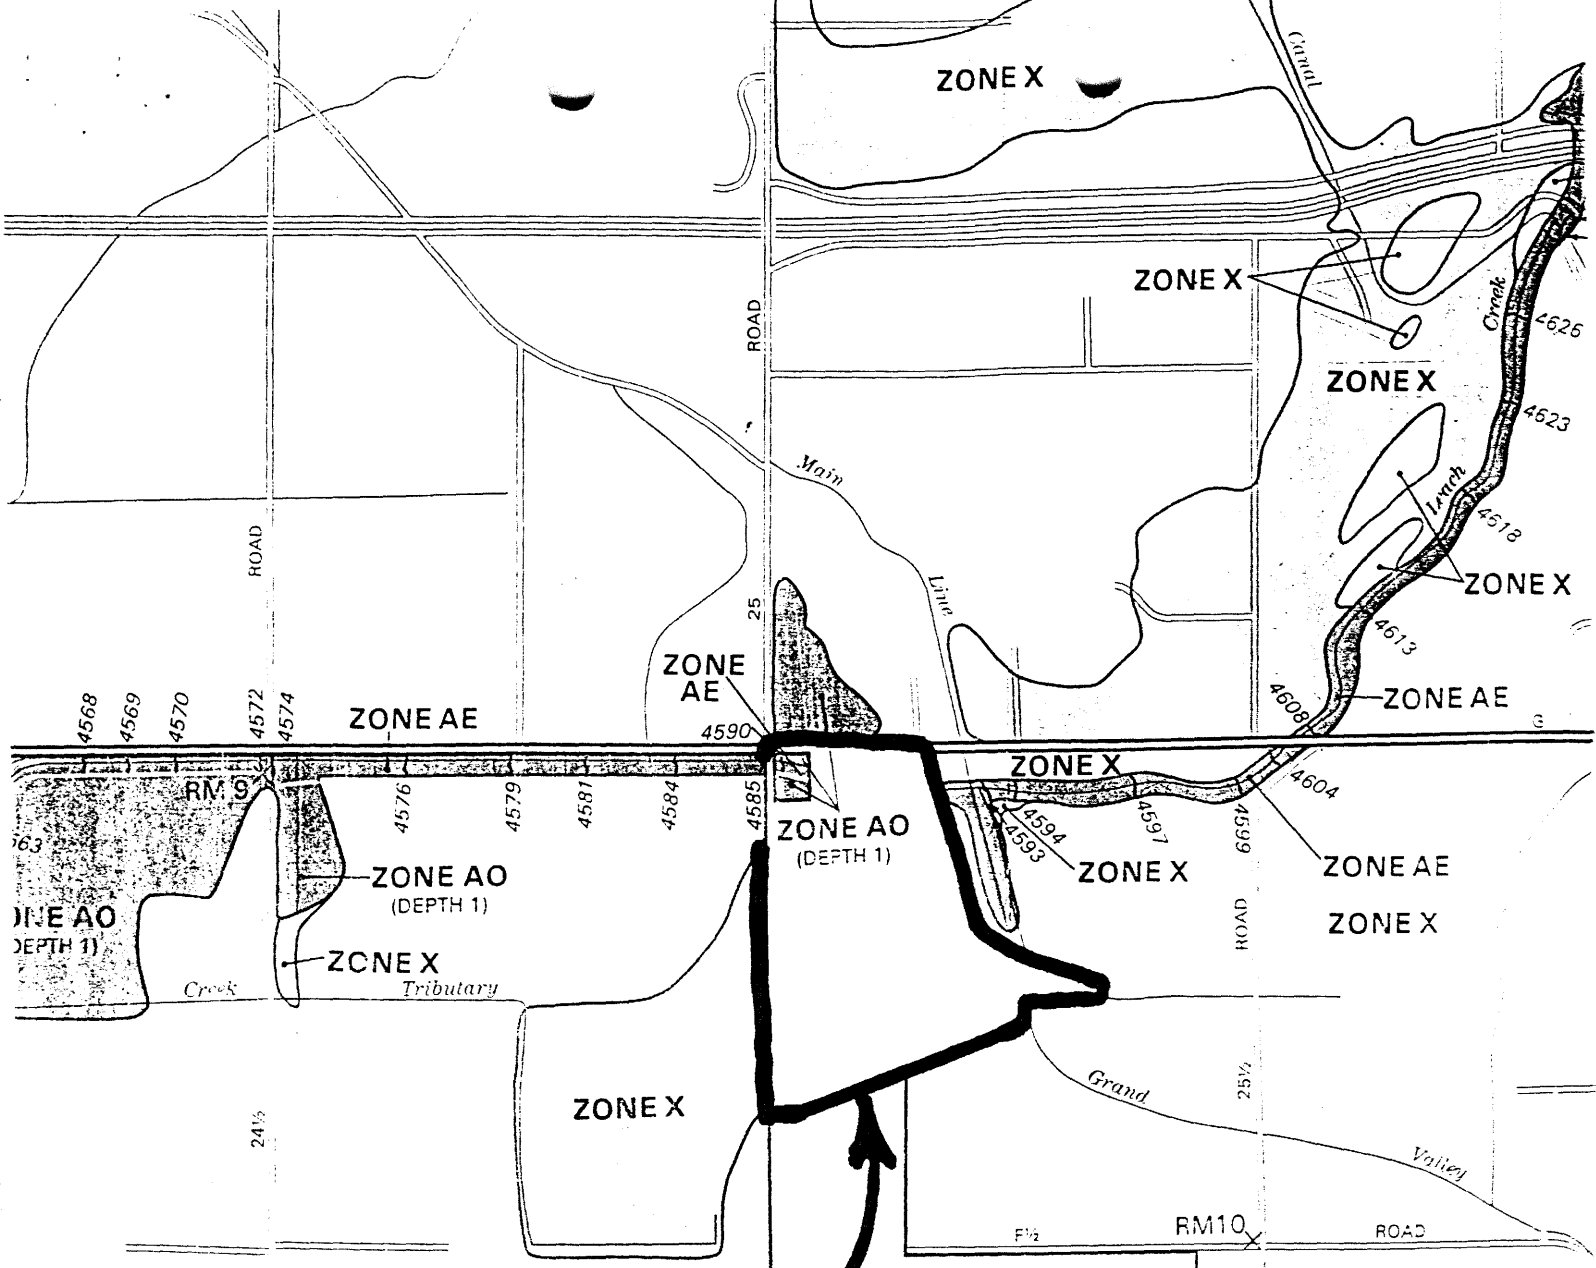 Canal
ZONE X
ROAD
ZONE X
Creek
4626
ZONE X
4623
Main
Leach
4618
ROAD
ZONE X
Line
25
4613
ZONE
AE
ZONE AE
4568
4569
4570
4572
4574
ZONE AE
4590
4608
G
ZONE X
RM 9
4576
4579
4581
4584
4585
4604
ZONE AO
(DEPTH 1)
4594
4593
4597
4599
ZONE X
ZONE AE
ZONE AO
(DEPTH 1)
ZONE X
ROAD
ZONE X
Creek
Tributary
ZONE X
Grand
25½
24½
Valley
RM10
F½
ROAD